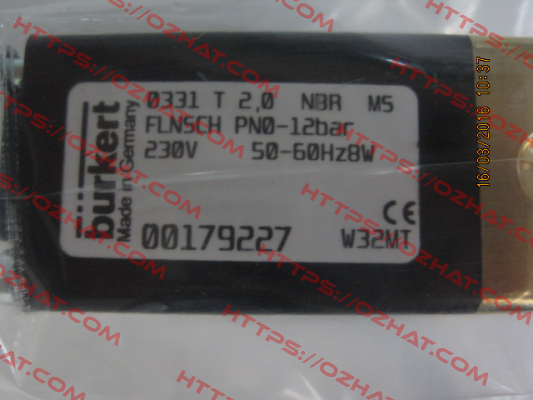 0331 T 2,0 NBR MS
FLNSCH PN0-12bar
230V 50-60Hz8W
CE
00179227 W32MT
burkert
Made in Germany
16/03/2016 10:37
HTTPS://OZHAT.COM